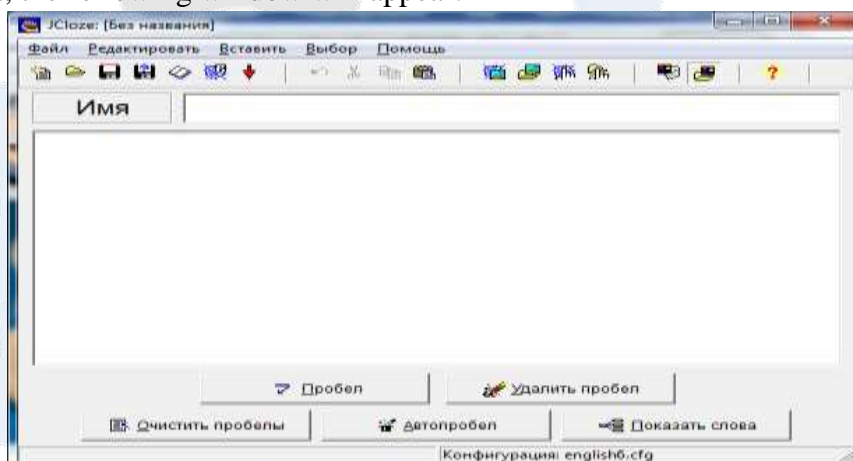 , the following window will appear:
JCloze: [Без названия]
Файл Редактировать Вставить Выбор Помощь
Имя
Пробел Удалить пробел
Очистить пробелы Автопробел Показать слова
Конфигурация: english6.cfg